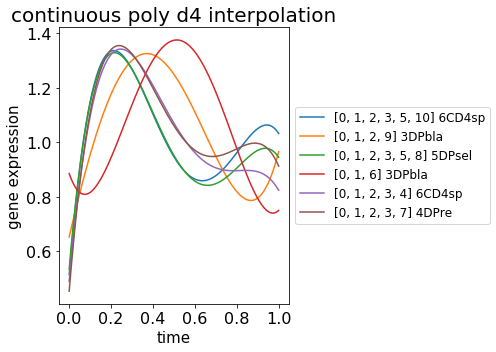 continuous poly d4 interpolation
gene expression
1.4
1.2
1.0
0.8
0.6
0.0 0.2 0.4 0.6 0.8 1.0
time
[0, 1, 2, 3, 5, 10] 6CD4sp
[0, 1, 2, 9] 3DPbla
[0, 1, 2, 3, 5, 8] 5DPsel
[0, 1, 6] 3DPbla
[0, 1, 2, 3, 4] 6CD4sp
[0, 1, 2, 3, 7] 4DPre